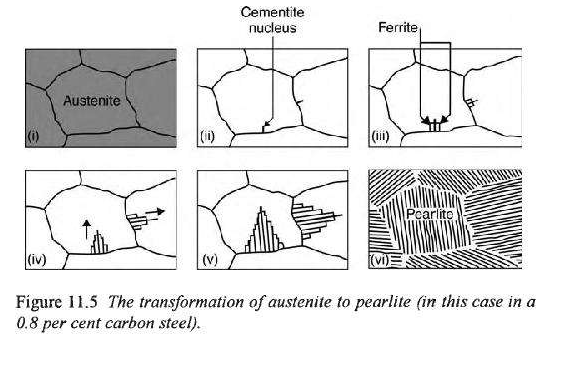 Cementite
nucleus
Ferrite
Austenite
(i)
(ii)
(iii)
Pearlite
(iv)
(v)
(vi)
Figure 11.5 The transformation of austenite to pearlite (in this case in a
0.8 per cent carbon steel).